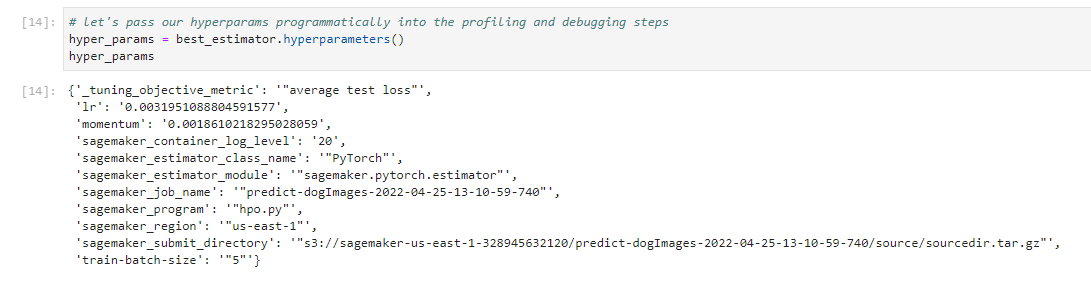 [14]: # let's pass our hyperparams programmatically into the profiling and debugging steps
hyper_params = best_estimator.hyperparameters()
hyper_params
[14]: {'_tuning_objective_metric': '"average test loss"',
'lr': '0.0031951088804591577',
'momentum': '0.0018610218295028059',
'sagemaker_container_log_level': '20',
'sagemaker_estimator_class_name': '"PyTorch"',
'sagemaker_estimator_module': '"sagemaker.pytorch.estimator"',
'sagemaker_job_name': '"predict-dogImages-2022-04-25-13-10-59-740"',
'sagemaker_program': '"hpo.py"',
'sagemaker_region': '"us-east-1"',
'sagemaker_submit_directory': '"s3://sagemaker-us-east-1-328945632120/predict-dogImages-2022-04-25-13-10-59-740/source/sourcedir.tar.gz"',
'train-batch-size': '"5"'}